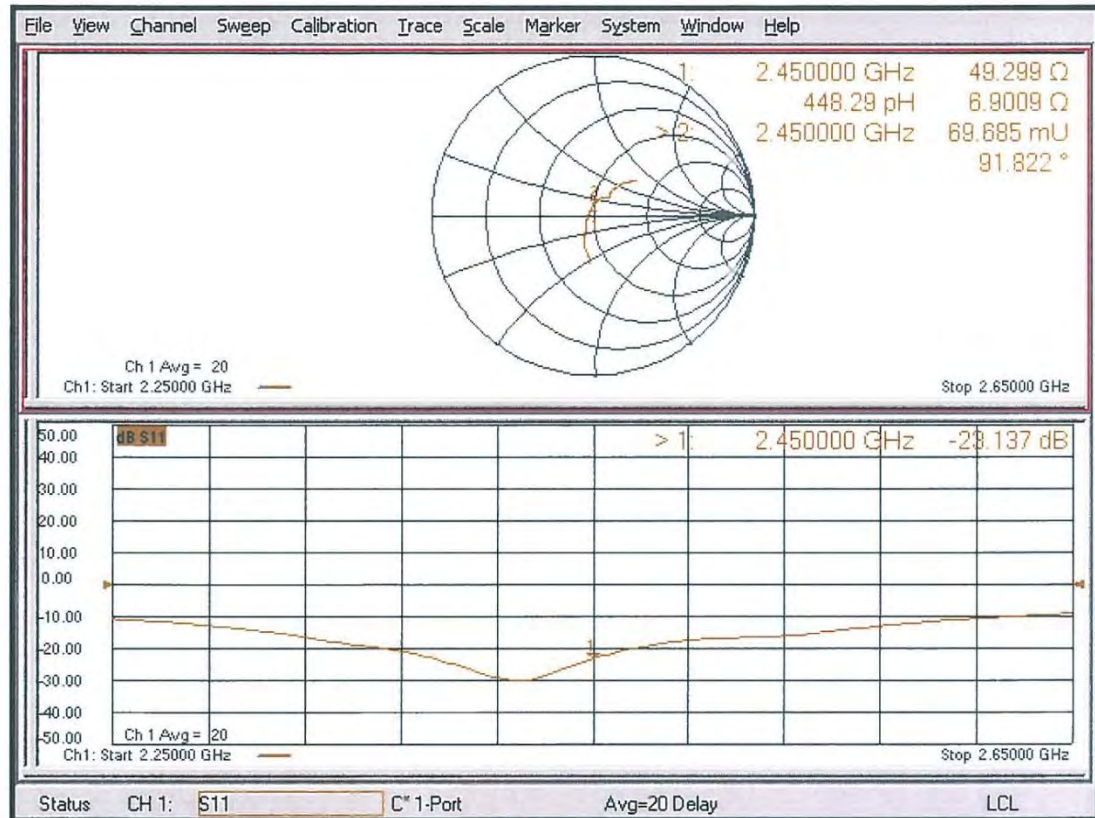 File View Channel Sweep Calibration Trace Scale Marker System Window Help
1: 2.450000 GHz 49.299 Ω
448.29 pH 6.9009 Ω
> 2: 2.450000 GHz 69.685 mU
91.822 °
Ch 1 Avg = 20
Ch1: Start 2.25000 GHz
Stop 2.65000 GHz
50.00
dB S11
> 1: 2.450000 GHz -23.137 dB
40.00
30.00
20.00
10.00
0.00
-10.00
-20.00
1
-30.00
-40.00
-50.00
Ch 1 Avg = 20
Ch1: Start 2.25000 GHz
Stop 2.65000 GHz
Status CH 1: S11 C* 1-Port Avg=20 Delay LCL